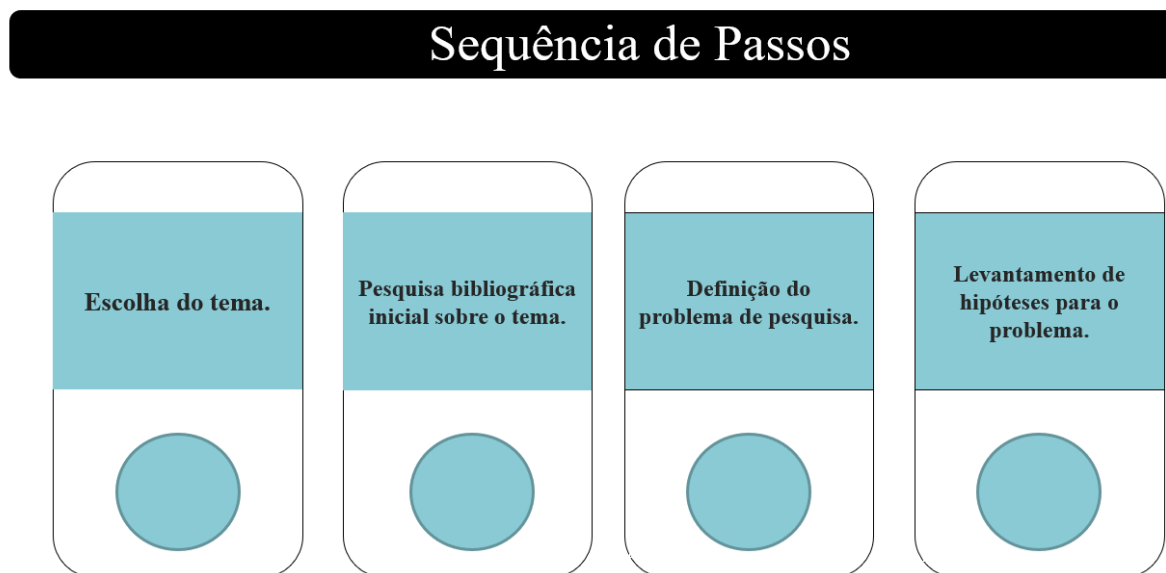 Sequência de Passos
Escolha do tema.
Pesquisa bibliográfica
inicial sobre o tema.
Definição do
problema de pesquisa.
Levantamento de
hipóteses para o
problema.